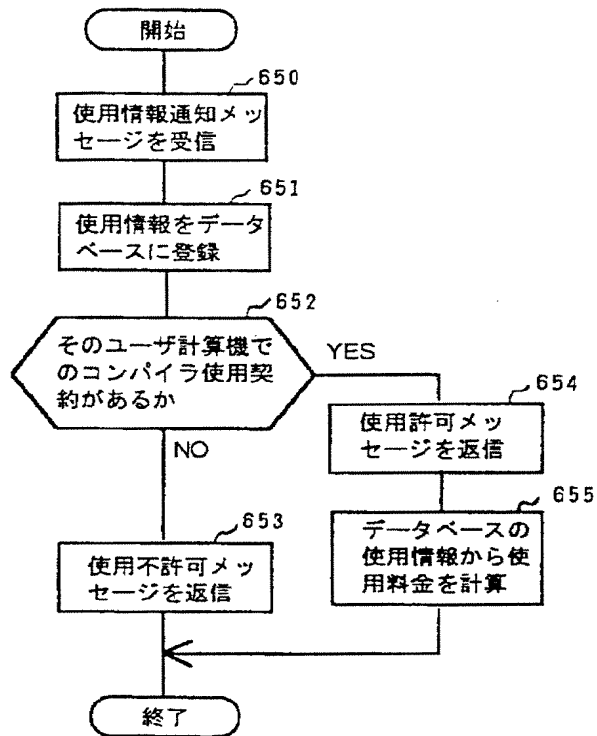 開始
650
使用情報通知メッ
セージを受信
651
使用情報をデータ
ベースに登録
652
そのユーザ計算機で
のコンパイラ使用契
約があるか
YES
NO
654
使用許可メッ
セージを返信
655
データベースの
使用情報から使
用料金を計算
653
使用不許可メッ
セージを返信
終了